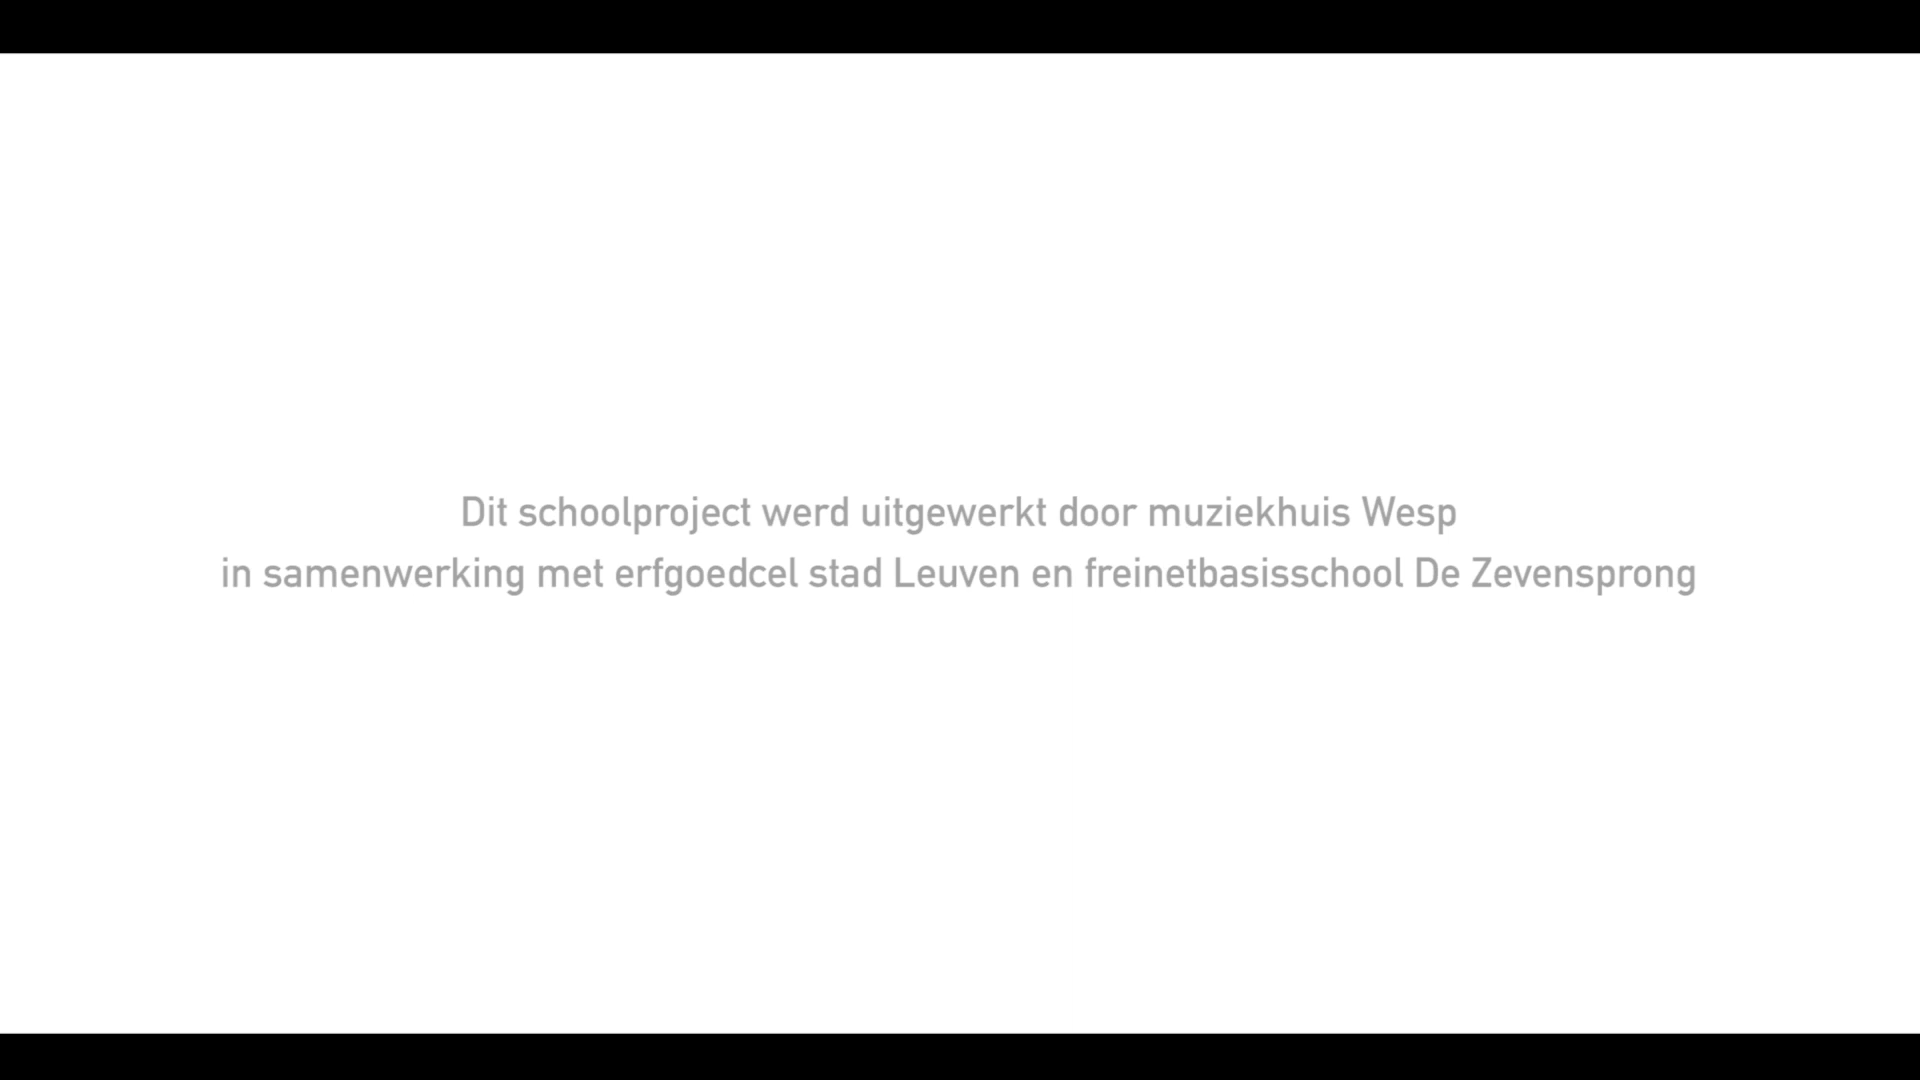 Dit schoolproject werd uitgewerkt door muziekhuis Wesp
in samenwerking met erfgoedcel stad Leuven en freinetbasisschool De Zevensprong